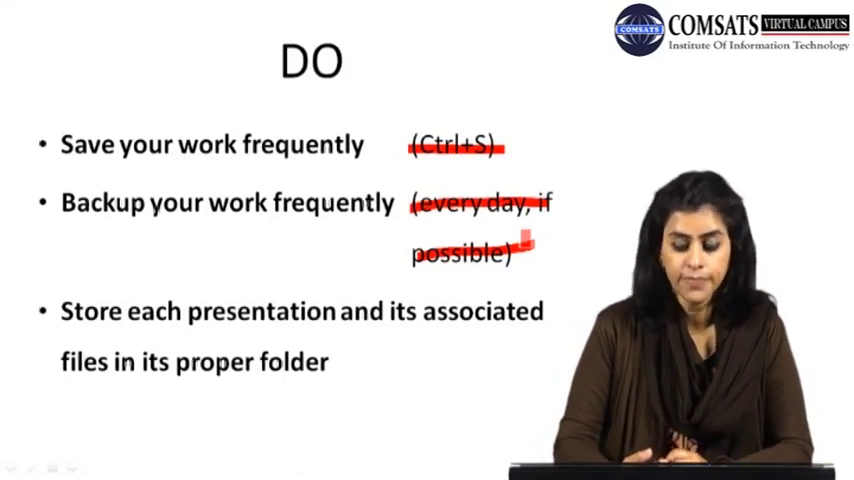 COMSATS VIRTUAL CAMPUS
COMSATS
Institute Of Information Technology
DO
• Save your work frequently (Ctrl+S)
• Backup your work frequently (every day, if
possible)
• Store each presentation and its associated
files in its proper folder